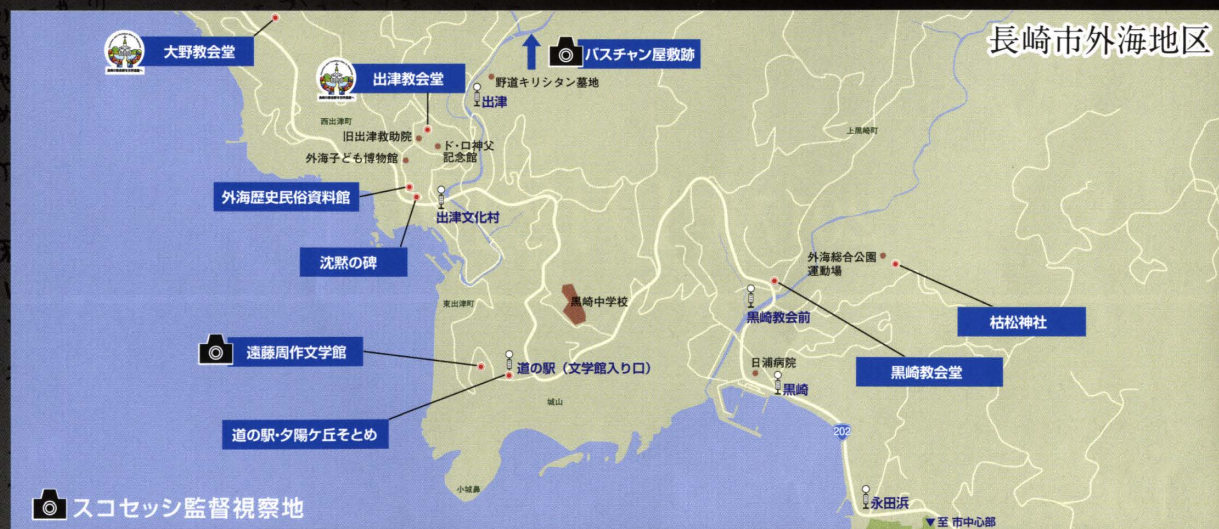 長崎市外海地区
大野教会堂
バスチャン屋敷跡
出津教会堂
野道キリシタン墓地
出津
西出津町
上黒崎町
旧出津救助院
ド・ロ神父
記念館
外海子ども博物館
外海歴史民俗資料館
出津文化村
沈黙の碑
外海総合公園
運動場
東出津町
黒崎中学校
黒崎教会前
枯松神社
遠藤周作文学館
道の駅（文学館入り口）
日浦病院
黒崎教会堂
黒崎
城山
道の駅・夕陽ケ丘そとめ
202
小城鼻
永田浜
スコセッシ監督視察地
▼至 市中心部